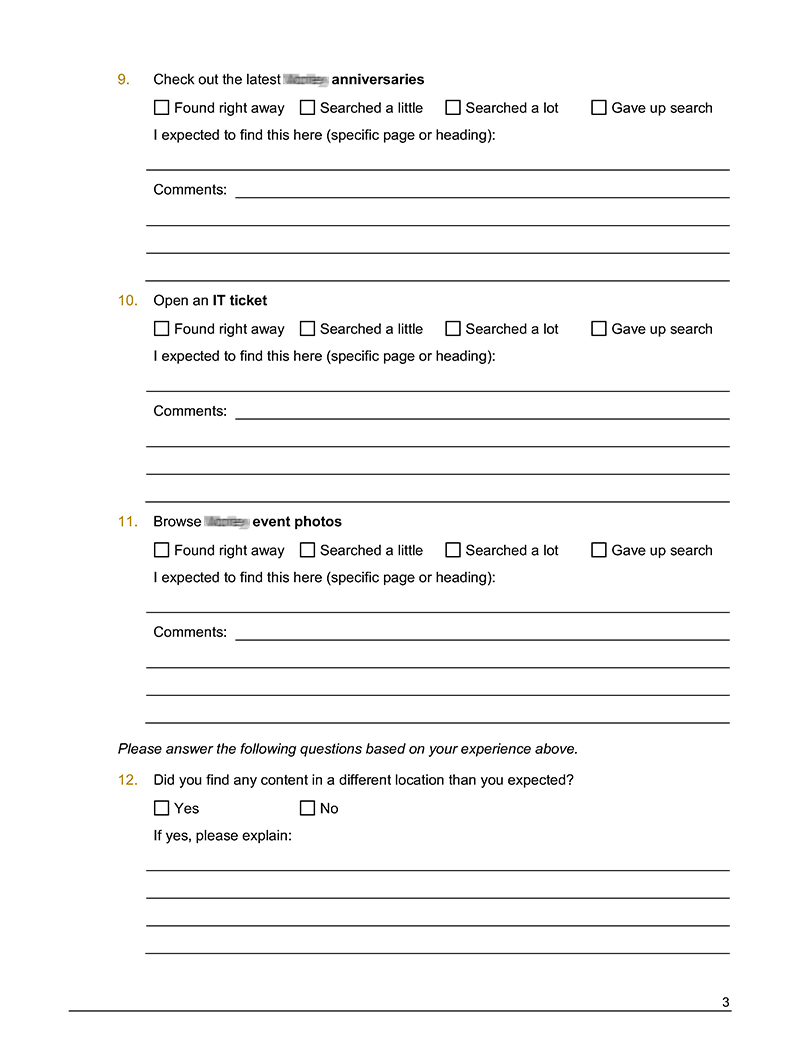 9. Check out the latest anniversaries
Found right away Searched a little Searched a lot Gave up search
I expected to find this here (specific page or heading):
Comments:
10. Open an IT ticket
Found right away Searched a little Searched a lot Gave up search
I expected to find this here (specific page or heading):
Comments:
11. Browse event photos
Found right away Searched a little Searched a lot Gave up search
I expected to find this here (specific page or heading):
Comments:
Please answer the following questions based on your experience above.
12. Did you find any content in a different location than you expected?
Yes No
If yes, please explain:
3